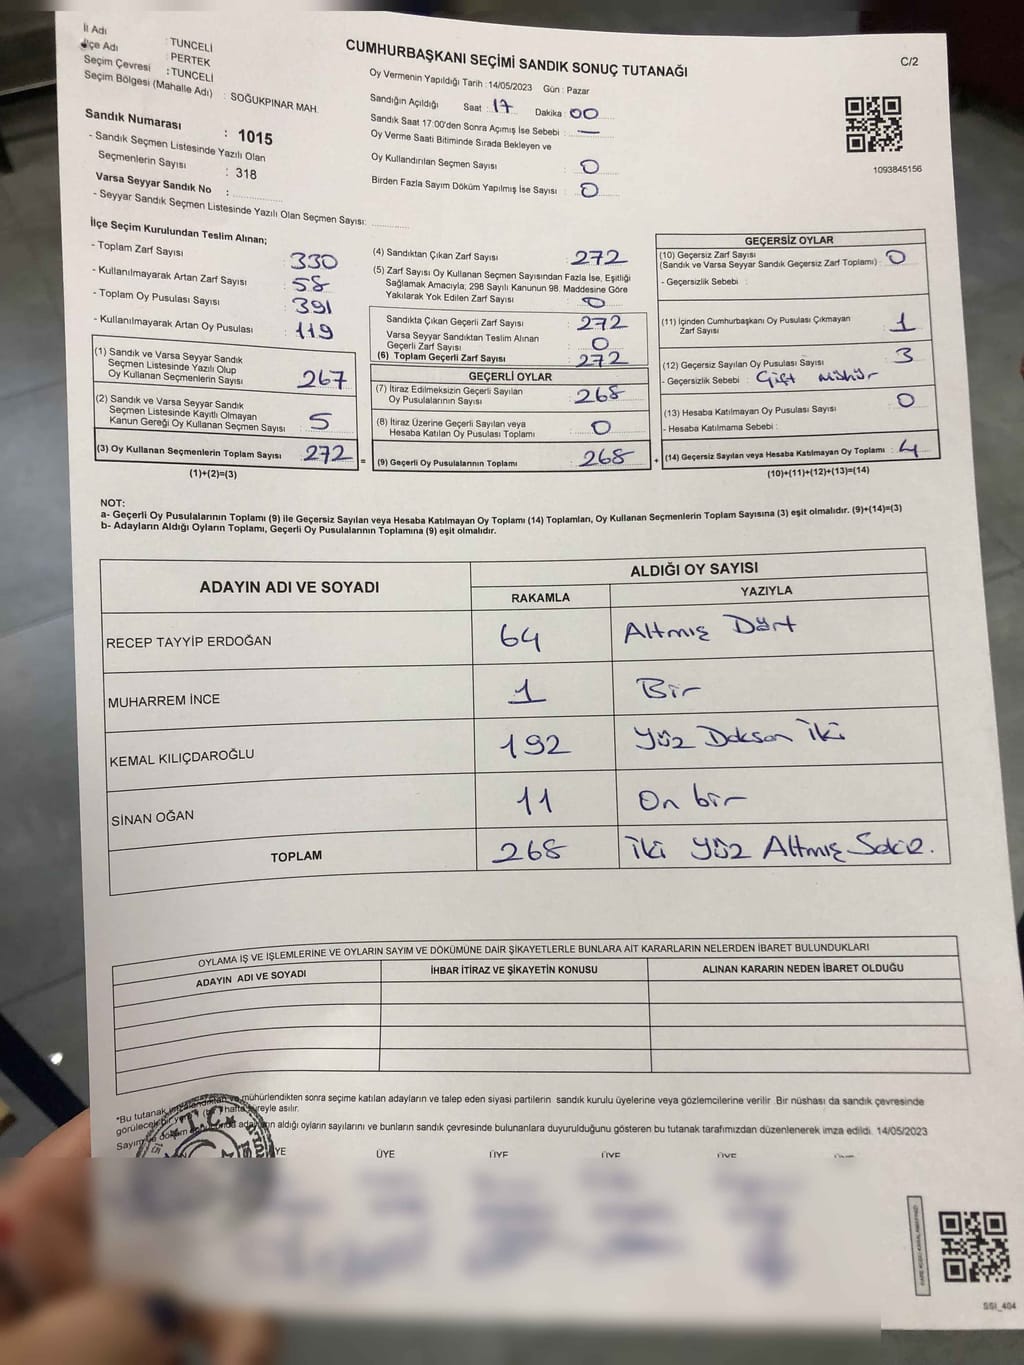 İl Adı : TUNCELİ
İlçe Adı : PERTEK
Seçim Çevresi : TUNCELİ
Seçim Bölgesi (Mahalle Adı) : SOĞUKPINAR MAH.
CUMHURBAŞKANI SEÇİMİ SANDIK SONUÇ TUTANAĞI
C/2
Oy Vermenin Yapıldığı Tarih : 14/05/2023 Gün : Pazar
Sandığın Açıldığı Saat : 17 Dakika : 00
Sandık Saat 17:00'den Sonra Açımış İse Sebebi : —
Oy Verme Saati Bitiminde Sırada Bekleyen ve
Oy Kullandırılan Seçmen Sayısı : 0
Birden Fazla Sayım Döküm Yapılmış İse Sayısı : 0
1093845156
Sandık Numarası : 1015
- Sandık Seçmen Listesinde Yazılı Olan
Seçmenlerin Sayısı : 318
Varsa Seyyar Sandık No :
- Seyyar Sandık Seçmen Listesinde Yazılı Olan Seçmen Sayısı:
İlçe Seçim Kurulundan Teslim Alınan;
- Toplam Zarf Sayısı : 330
- Kullanılmayarak Artan Zarf Sayısı : 58
- Toplam Oy Pusulası Sayısı : 391
- Kullanılmayarak Artan Oy Pusulası : 119
(1) Sandık ve Varsa Seyyar Sandık
Seçmen Listesinde Yazılı Olup
Oy Kullanan Seçmenlerin Sayısı : 267
(2) Sandık ve Varsa Seyyar Sandık
Seçmen Listesinde Kayıtlı Olmayan
Kanun Gereği Oy Kullanan Seçmen Sayısı : 5
(3) Oy Kullanan Seçmenlerin Toplam Sayısı : 272
(1)+(2)=(3)
=
(4) Sandıktan Çıkan Zarf Sayısı : 272
(5) Zarf Sayısı Oy Kullanan Seçmen Sayısından Fazla İse, Eşitliği
Sağlamak Amacıyla; 298 Sayılı Kanunun 98. Maddesine Göre
Yakılarak Yok Edilen Zarf Sayısı : 0
Sandıkta Çıkan Geçerli Zarf Sayısı : 272
Varsa Seyyar Sandıktan Teslim Alınan
Geçerli Zarf Sayısı : 0
(6) Toplam Geçerli Zarf Sayısı : 272
GEÇERLİ OYLAR
(7) İtiraz Edilmeksizin Geçerli Sayılan
Oy Pusulalarının Sayısı : 268
(8) İtiraz Üzerine Geçerli Sayılan veya
Hesaba Katılan Oy Pusulası Toplamı : 0
(9) Geçerli Oy Pusulalarının Toplamı : 268
+
GEÇERSİZ OYLAR
(10) Geçersiz Zarf Sayısı
(Sandık ve Varsa Seyyar Sandık Geçersiz Zarf Toplamı) : 0
- Geçersizlik Sebebi :
(11) İçinden Cumhurbaşkanı Oy Pusulası Çıkmayan
Zarf Sayısı : 1
(12) Geçersiz Sayılan Oy Pusulası Sayısı : 3
- Geçersizlik Sebebi : Çift mühür
(13) Hesaba Katılmayan Oy Pusulası Sayısı : 0
- Hesaba Katılmama Sebebi :
(14) Geçersiz Sayılan veya Hesaba Katılmayan Oy Toplamı : 4
(10)+(11)+(12)+(13)=(14)
NOT:
a- Geçerli Oy Pusulalarının Toplamı (9) ile Geçersiz Sayılan veya Hesaba Katılmayan Oy Toplamı (14) Toplamları, Oy Kullanan Seçmenlerin Toplam Sayısına (3) eşit olmalıdır. (9)+(14)=(3)
b- Adayların Aldığı Oyların Toplamı, Geçerli Oy Pusulalarının Toplamına (9) eşit olmalıdır.
ADAYIN ADI VE SOYADI
ALDIĞI OY SAYISI
RAKAMLA YAZIYLA
RECEP TAYYİP ERDOĞAN 64 Altmış Dört
MUHARREM İNCE 1 Bir
KEMAL KILIÇDAROĞLU 192 Yüz Doksan İki
SİNAN OĞAN 11 On bir
TOPLAM 268 İki Yüz Altmış Sekiz.
OYLAMA İŞ VE İŞLEMLERİNE VE OYLARIN SAYIM VE DÖKÜMÜNE DAİR ŞİKAYETLERLE BUNLARA AİT KARARLARIN NELERDEN İBARET BULUNDUKLARI
ADAYIN ADI VE SOYADI İHBAR İTİRAZ VE ŞİKAYETİN KONUSU ALINAN KARARIN NEDEN İBARET OLDUĞU
*Bu tutanak mühürlendikten sonra seçime katılan adayların ve talep eden siyasi partilerin sandık kurulu üyelerine veya gözlemcilerine verilir. Bir nüshası da sandık çevresinde
görülecek bir yere hafta süreyle asılır.
Sayım ve döküm aldığı oyların sayılarını ve bunların sandık çevresinde bulunanlara duyurulduğunu gösteren bu tutanak tarafımızdan düzenlenerek imza edildi. 14/05/2023
ÜYE ÜYE ÜYE ÜYE
T.C.
SSI_404